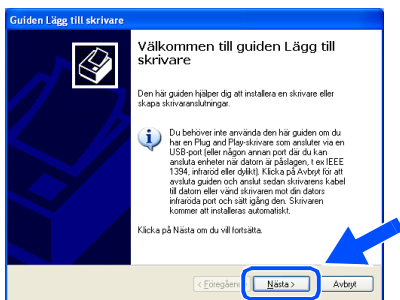 Guiden Lägg till skrivare
Välkommen till guiden Lägg till
skrivare
Den här guiden hjälper dig att installera en skrivare eller
skapa skrivaranslutningar.
Du behöver inte använda den här guiden om du
har en Plug and Play-skrivare som ansluter via en
USB-port (eller någon annan port där du kan
ansluta enheter när datorn är påslagen, t ex IEEE
1394, infraröd eller dylikt). Klicka på Avbryt för att
avsluta guiden och anslut sedan skrivarens kabel
till datorn eller vänd skrivaren mot din dators
infraröda port och sätt igång den. Skrivaren
kommer att installeras automatiskt.
Klicka på Nästa om du vill fortsätta.
< Föregåen
Nästa >
Avbryt